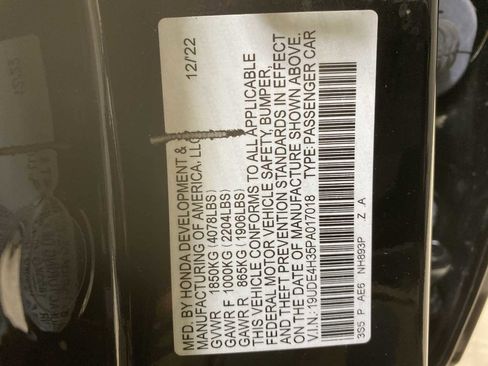 MFD. BY HONDA DEVELOPMENT &
MANUFACTURING OF AMERICA, LLC 12/22
GVWR 1850KG (4078LBS)
GAWR F 1000KG (2204LBS)
GAWR R 865KG (1906LBS)
THIS VEHICLE CONFORMS TO ALL APPLICABLE
FEDERAL MOTOR VEHICLE SAFETY, BUMPER,
AND THEFT PREVENTION STANDARDS IN EFFECT
ON THE DATE OF MANUFACTURE SHOWN ABOVE.
V.I.N.: 19UDE4H35PA017018 TYPE: PASSENGER CAR
3S5 P AE6 NH893P Z A